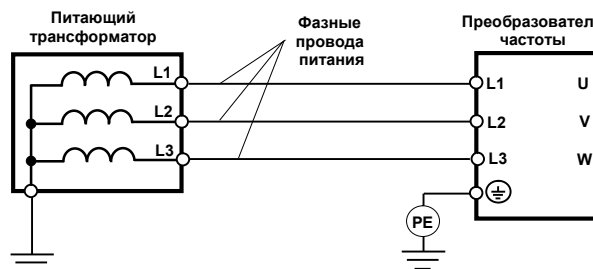 Питающий
трансформатор
Фазные
провода
питания
Преобразовател
частоты
L1
L2
L3
L1
L2
L3
U
V
W
PE